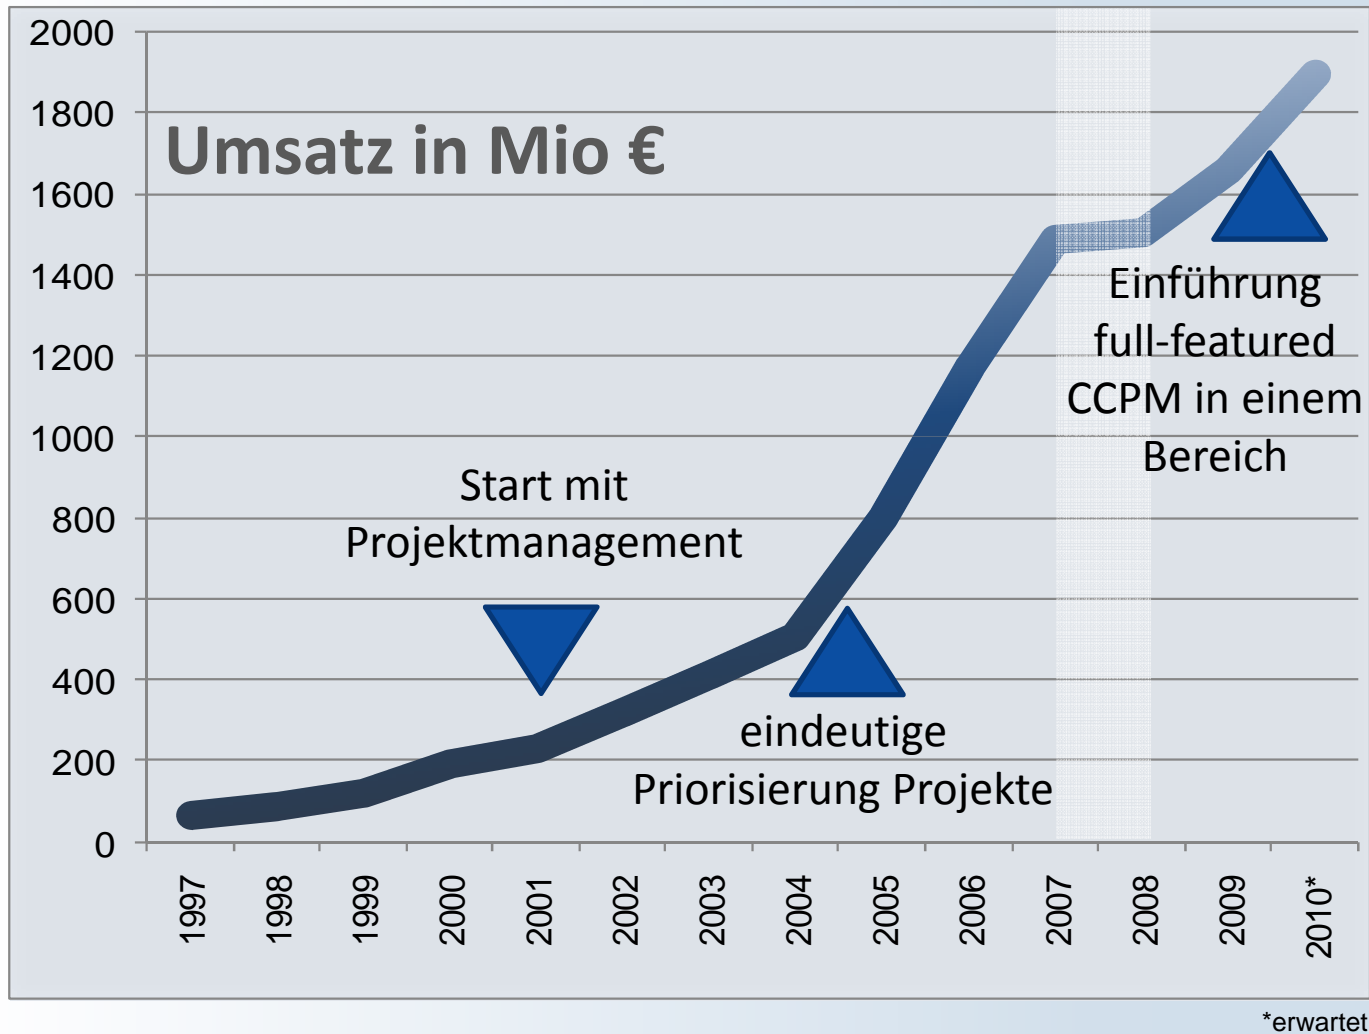 2000
1800
1600
1400
1200
1000
800
600
400
200
0
Umsatz in Mio €
Start mit
Projektmanagement
eindeutige
Priorisierung Projekte
Einführung
full-featured
CCPM in einem
Bereich
1997
1998
1999
2000
2001
2002
2003
2004
2005
2006
2007
2008
2009
2010*
*erwartet